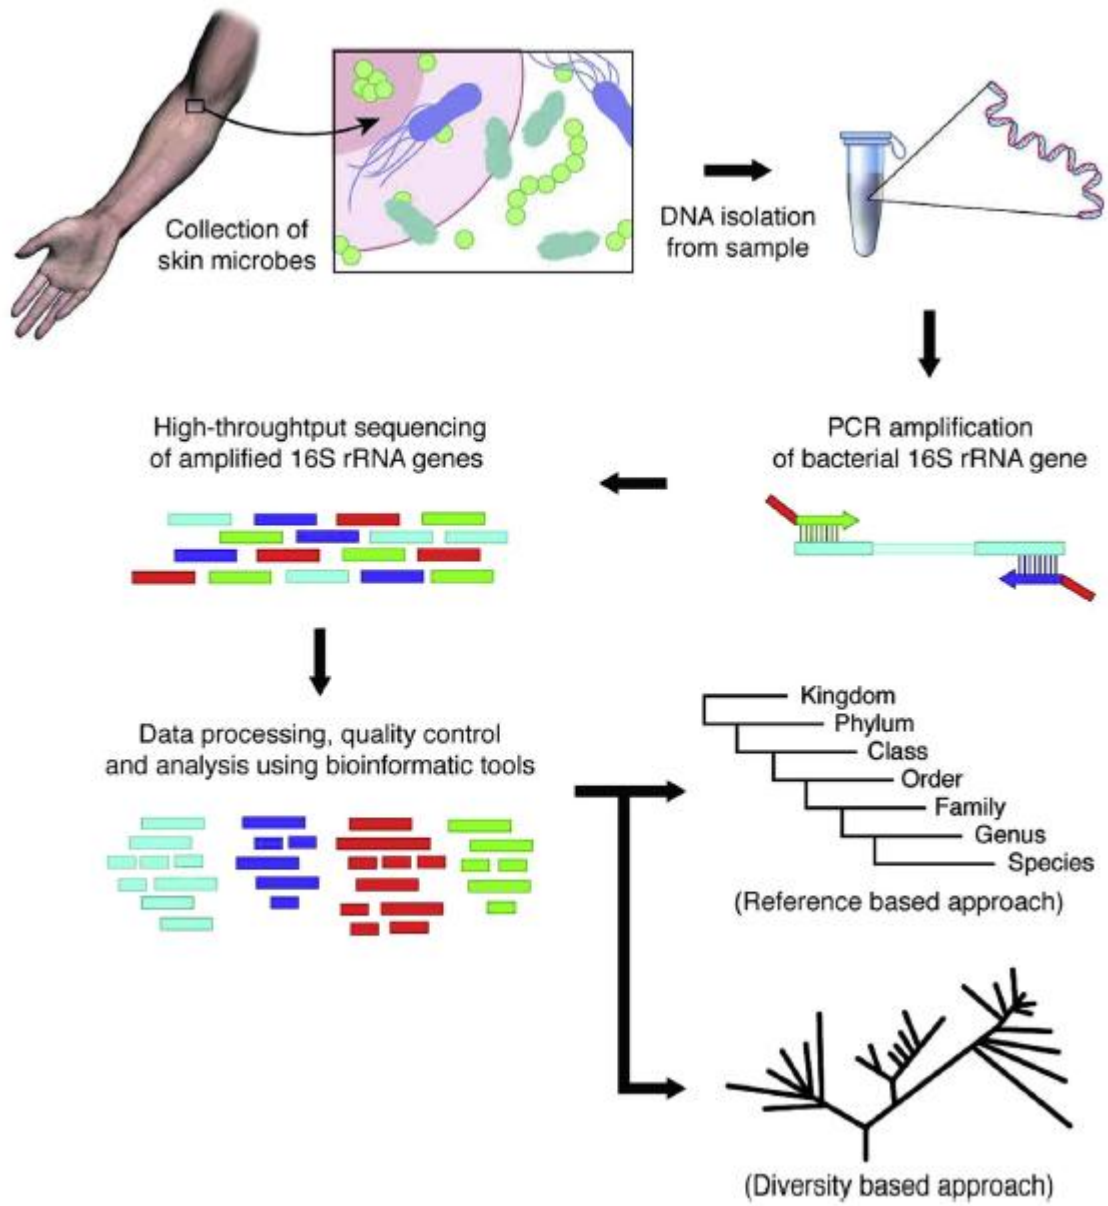 Collection of
skin microbes
DNA isolation
from sample
PCR amplification
of bacterial 16S rRNA gene
High-throughtput sequencing
of amplified 16S rRNA genes
Data processing, quality control
and analysis using bioinformatic tools
Kingdom
Phylum
Class
Order
Family
Genus
Species
(Reference based approach)
(Diversity based approach)